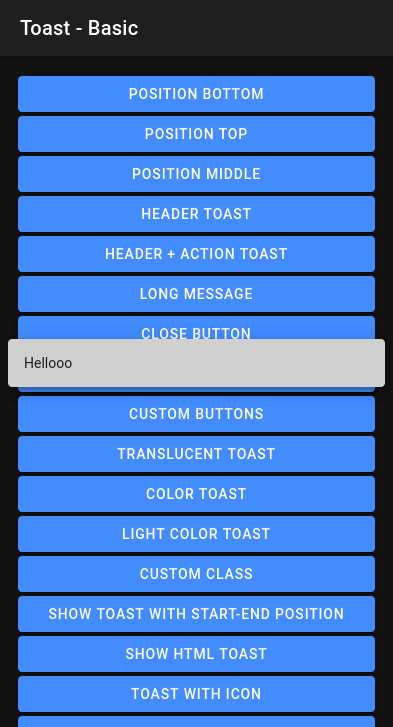 Toast - Basic
POSITION BOTTOM
POSITION TOP
POSITION MIDDLE
HEADER TOAST
HEADER + ACTION TOAST
LONG MESSAGE
CLOSE BUTTON
Hellooo
CUSTOM BUTTONS
TRANSLUCENT TOAST
COLOR TOAST
LIGHT COLOR TOAST
CUSTOM CLASS
SHOW TOAST WITH START-END POSITION
SHOW HTML TOAST
TOAST WITH ICON